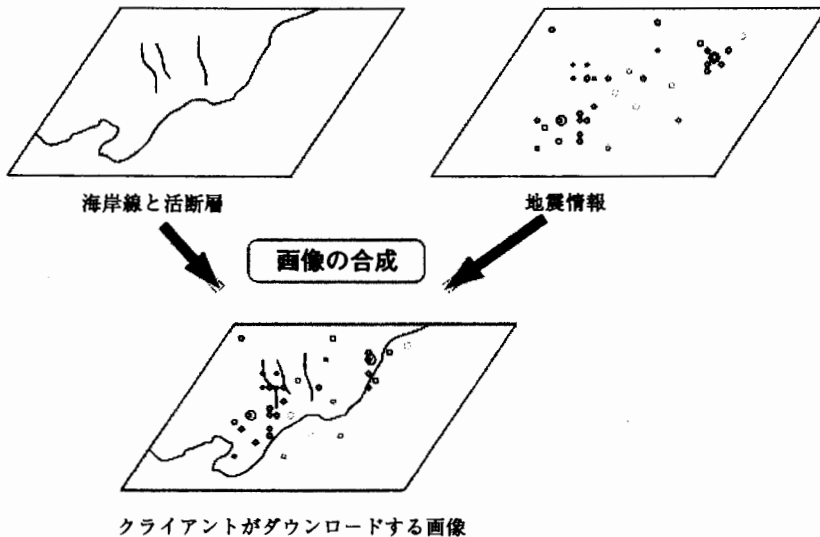 海岸線と活断層
地震情報
画像の合成
クライアントがダウンロードする画像